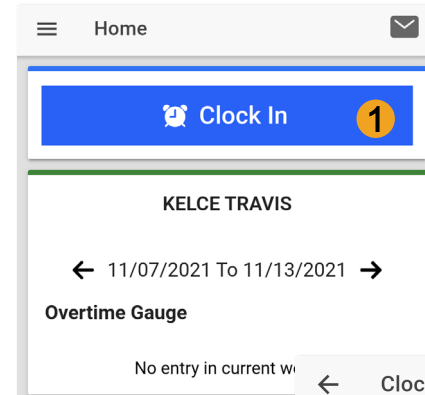 Home
Clock In
1
KELCE TRAVIS
11/07/2021 To 11/13/2021
Overtime Gauge
No entry in current